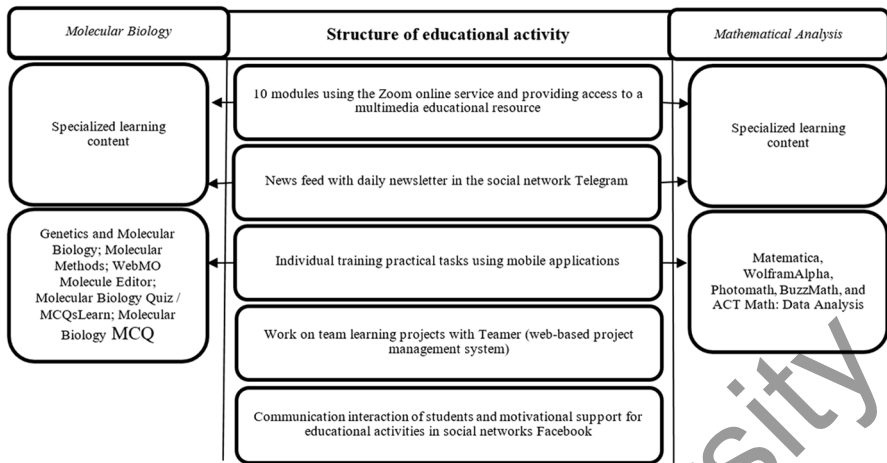 Molecular Biology
Structure of educational activity
Mathematical Analysis
Specialized learning
content
10 modules using the Zoom online service and providing access to a
multimedia educational resource
Specialized learning
content
News feed with daily newsletter in the social network Telegram
Genetics and Molecular
Biology; Molecular
Methods; WebMO
Molecule Editor;
Molecular Biology Quiz /
MCQsLearn; Molecular
Biology MCQ
Individual training practical tasks using mobile applications
Matematica,
WolframAlpha,
Photomath, BuzzMath, and
ACT Math: Data Analysis
Work on team learning projects with Teamer (web-based project
management system)
Communication interaction of students and motivational support for
educational activities in social networks Facebook
sity